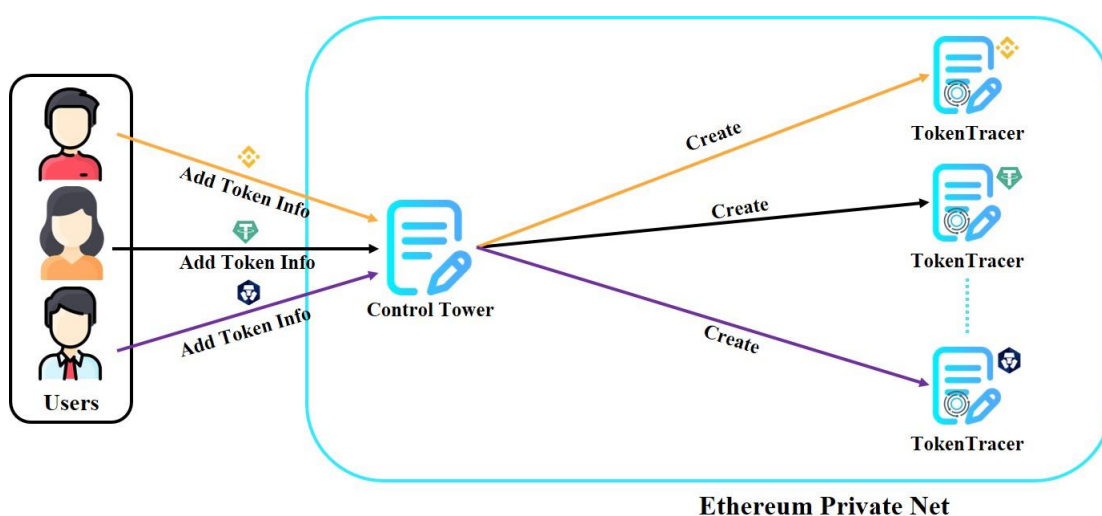 Users
Add Token Info
Add Token Info
Add Token Info
Control Tower
Create
Create
Create
TokenTracer
TokenTracer
TokenTracer
Ethereum Private Net